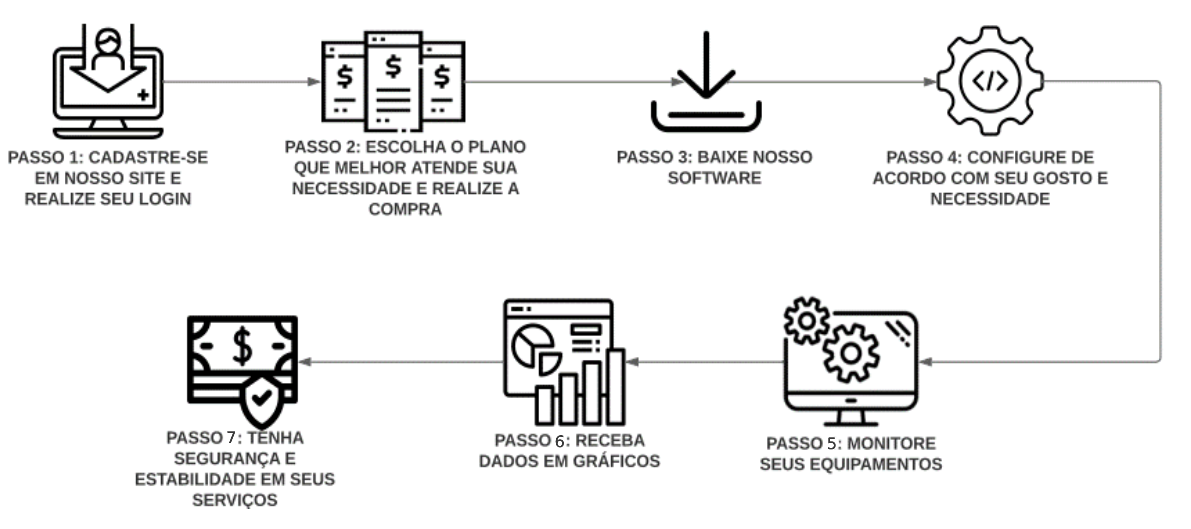 PASSO 1: CADASTRE-SE
EM NOSSO SITE E
REALIZE SEU LOGIN
PASSO 2: ESCOLHA O PLANO
QUE MELHOR ATENDE SUA
NECESSIDADE E REALIZE A
COMPRA
PASSO 3: BAIXE NOSSO
SOFTWARE
PASSO 4: CONFIGURE DE
ACORDO COM SEU GOSTO E
NECESSIDADE
PASSO 5: MONITORE
SEUS EQUIPAMENTOS
PASSO 6: RECEBA
DADOS EM GRÁFICOS
PASSO 7: TENHA
SEGURANÇA E
ESTABILIDADE EM SEUS
SERVIÇOS